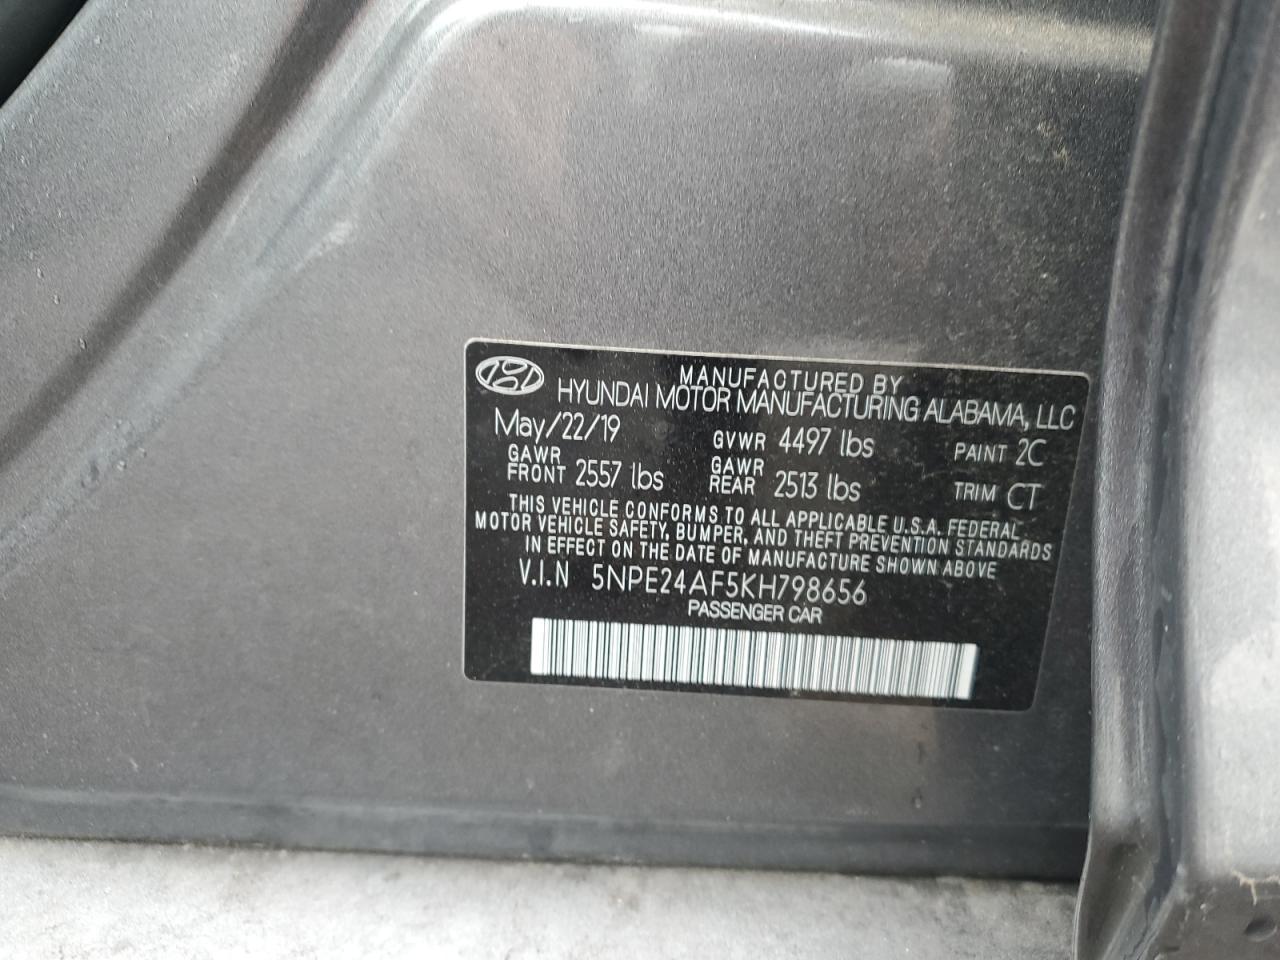 MANUFACTURED BY
HYUNDAI MOTOR MANUFACTURING ALABAMA, LLC
May/22/19 GVWR 4497 lbs PAINT 2C
GAWR FRONT 2557 lbs GAWR REAR 2513 lbs TRIM CT
THIS VEHICLE CONFORMS TO ALL APPLICABLE U.S.A. FEDERAL
MOTOR VEHICLE SAFETY, BUMPER, AND THEFT PREVENTION STANDARDS
IN EFFECT ON THE DATE OF MANUFACTURE SHOWN ABOVE
V.I.N 5NPE24AF5KH798656
PASSENGER CAR